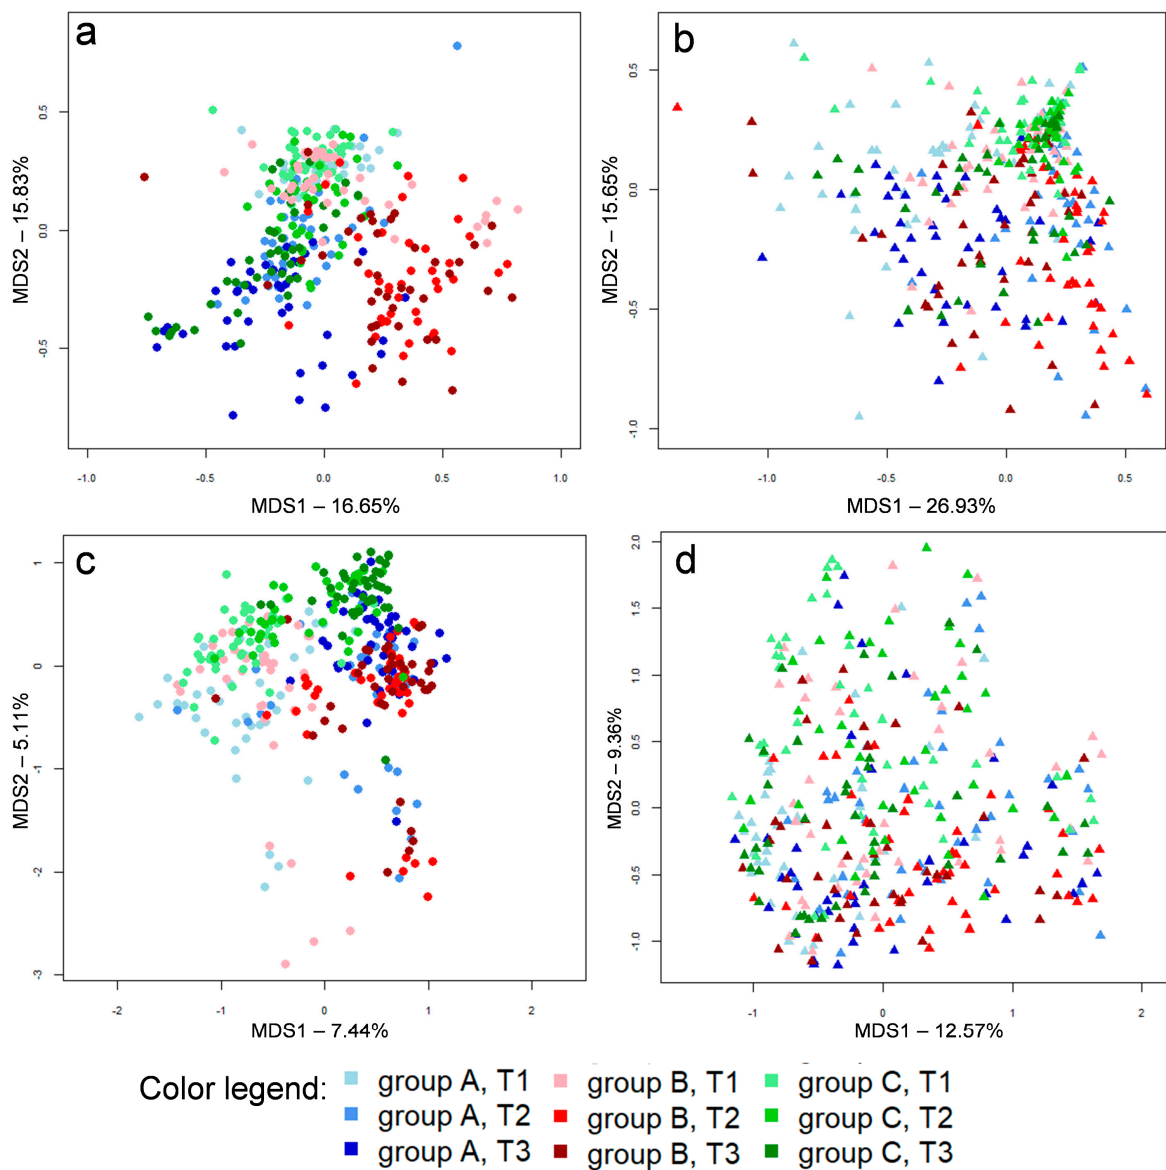 a
MDS2 – 15.83%
0.5
0.0
-0.5
-1.0
-0.5
0.0
0.5
1.0
MDS1 – 16.65%
b
MDS2 – 15.65%
0.5
0.0
-0.5
-1.0
-1.0
-0.5
0.0
0.5
MDS1 – 26.93%
c
MDS2 – 5.11%
1
0
-1
-2
-3
-2
-1
0
1
2
MDS1 – 7.44%
d
MDS2 – 9.36%
2.0
1.5
1.0
0.5
0.0
-0.5
-1.0
-1
0
1
2
MDS1 – 12.57%
Color legend:
group A, T1
group B, T1
group C, T1
group A, T2
group B, T2
group C, T2
group A, T3
group B, T3
group C, T3